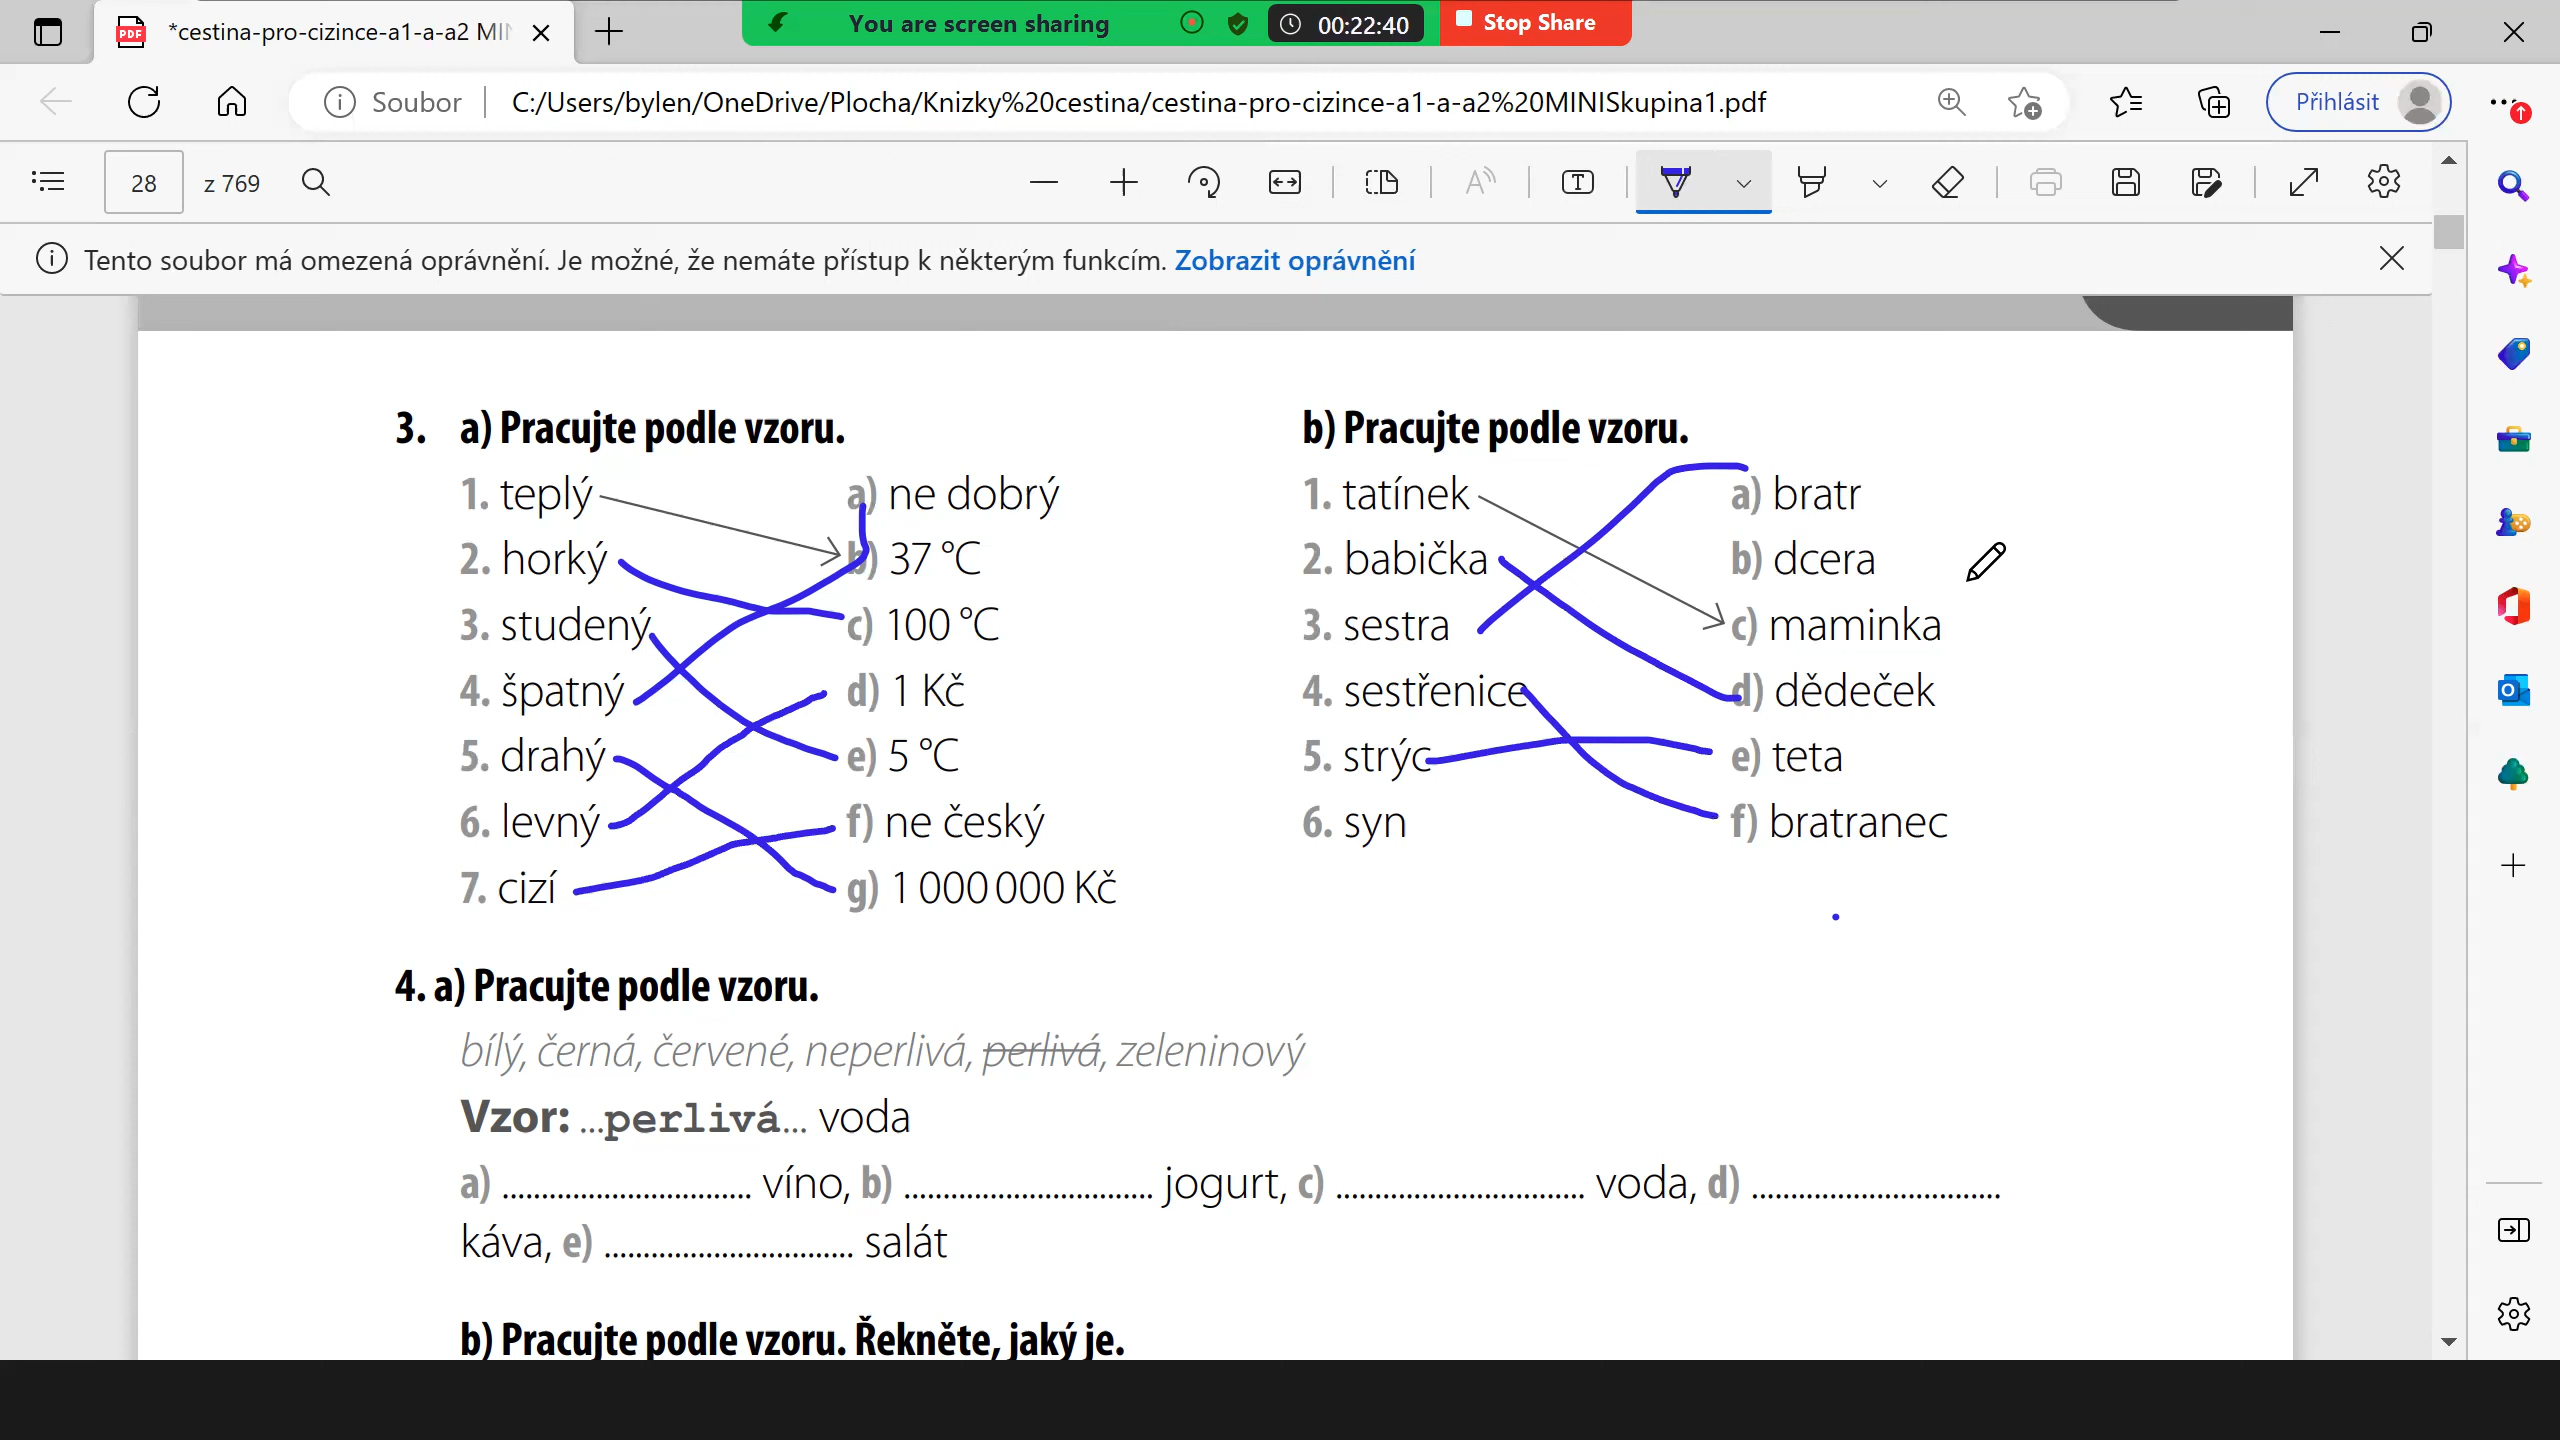 *cestina-pro-cizince-a1-a-a2 MIN
You are screen sharing
00:22:40
Stop Share
Soubor
C:/Users/bylen/OneDrive/Plocha/Knizky%20cestina/cestina-pro-cizince-a1-a-a2%20MINISkupina1.pdf
Přihlásit
28 z 769
Tento soubor má omezená oprávnění. Je možné, že nemáte přístup k některým funkcím. Zobrazit oprávnění
3. a) Pracujte podle vzoru.
1. teplý a) ne dobrý
2. horký b) 37 °C
3. studený c) 100 °C
4. špatný d) 1 Kč
5. drahý e) 5 °C
6. levný f) ne český
7. cizí g) 1 000 000 Kč
b) Pracujte podle vzoru.
1. tatínek a) bratr
2. babička b) dcera
3. sestra c) maminka
4. sestřenice d) dědeček
5. strýc e) teta
6. syn f) bratranec
4. a) Pracujte podle vzoru.
bílý, černá, červené, neperlivá, perlivá, zeleninový
Vzor: ...perlivá... voda
a) ................................ víno, b) ................................ jogurt, c) ................................ voda, d) ................................
káva, e) ................................ salát
b) Pracujte podle vzoru. Řekněte, jaký je.